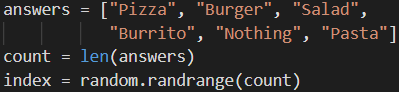 answers = ["Pizza", "Burger", "Salad",
"Burrito", "Nothing", "Pasta"]
count = len(answers)
index = random.randrange(count)